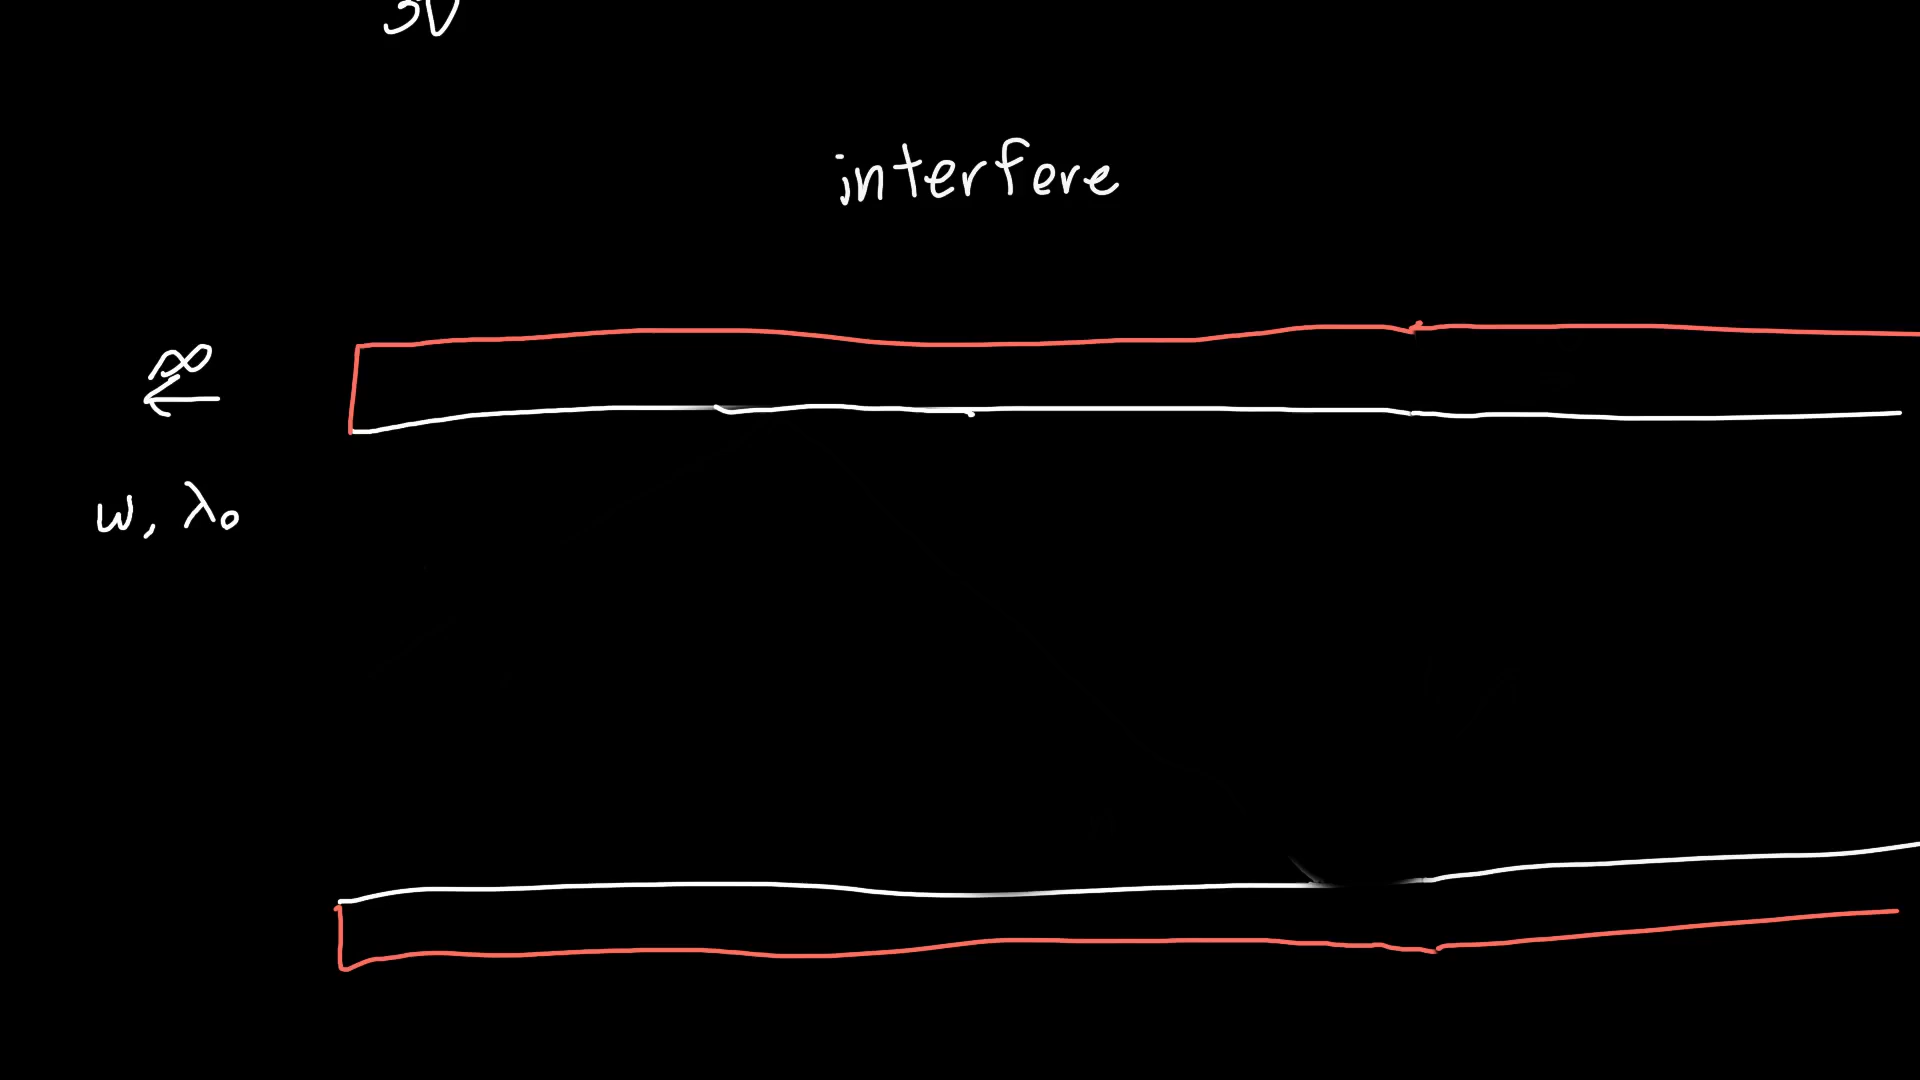 interfere
∞
←
w, λ₀